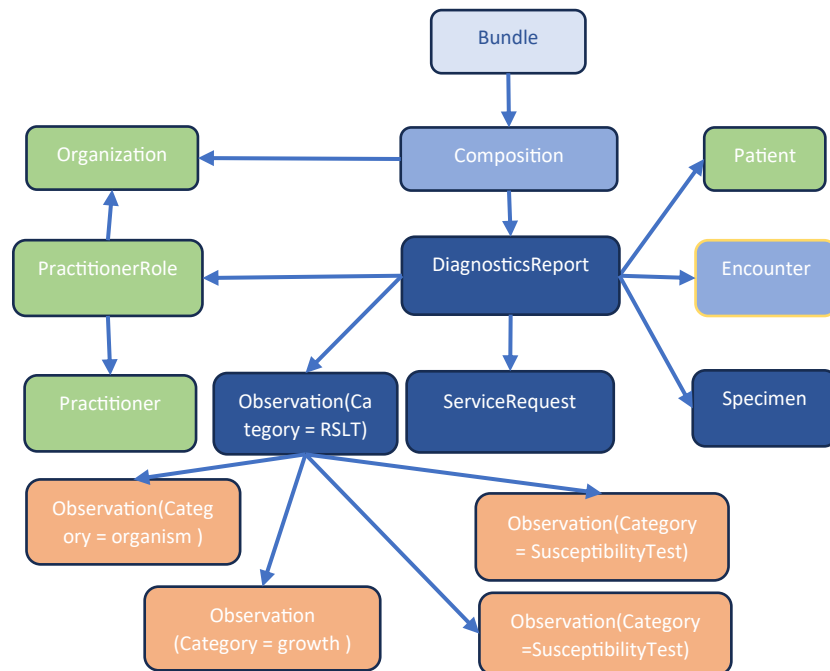 Bundle
Organization
Composition
Patient
PractitionerRole
DiagnosticsReport
Encounter
Practitioner
Observation(Ca
tegory = RSLT)
ServiceRequest
Specimen
Observation(Categ
ory = organism )
Observation(Category
= SusceptibilityTest)
Observation
(Category = growth )
Observation(Category
=SusceptibilityTest)